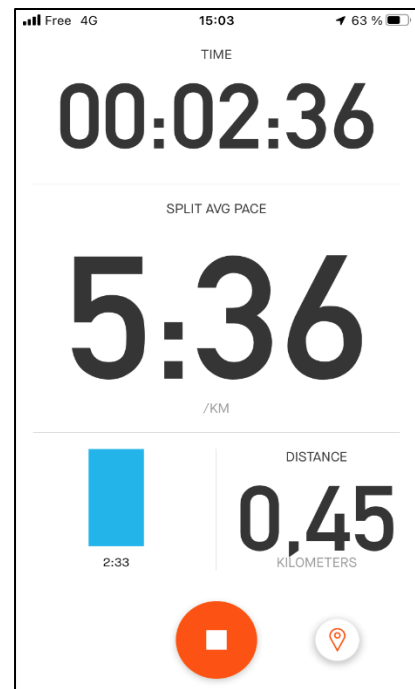 Free 4G 15:03 63 %
TIME
00:02:36
SPLIT AVG PACE
5:36
/KM
DISTANCE
0,45
KILOMETERS
2:33